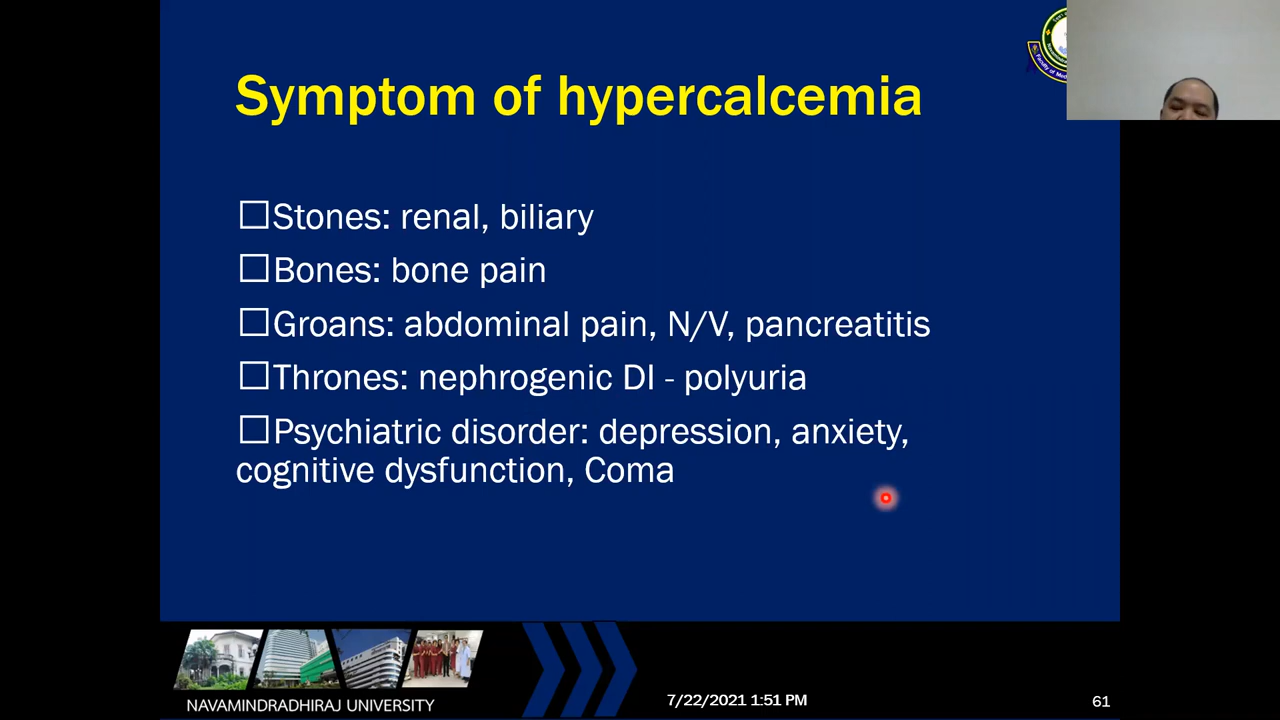 Symptom of hypercalcemia
☐Stones: renal, biliary
☐Bones: bone pain
☐Groans: abdominal pain, N/V, pancreatitis
☐Thrones: nephrogenic DI - polyuria
☐Psychiatric disorder: depression, anxiety,
cognitive dysfunction, Coma
NAVAMINDRADHIRAJ UNIVERSITY
7/22/2021 1:51 PM
61